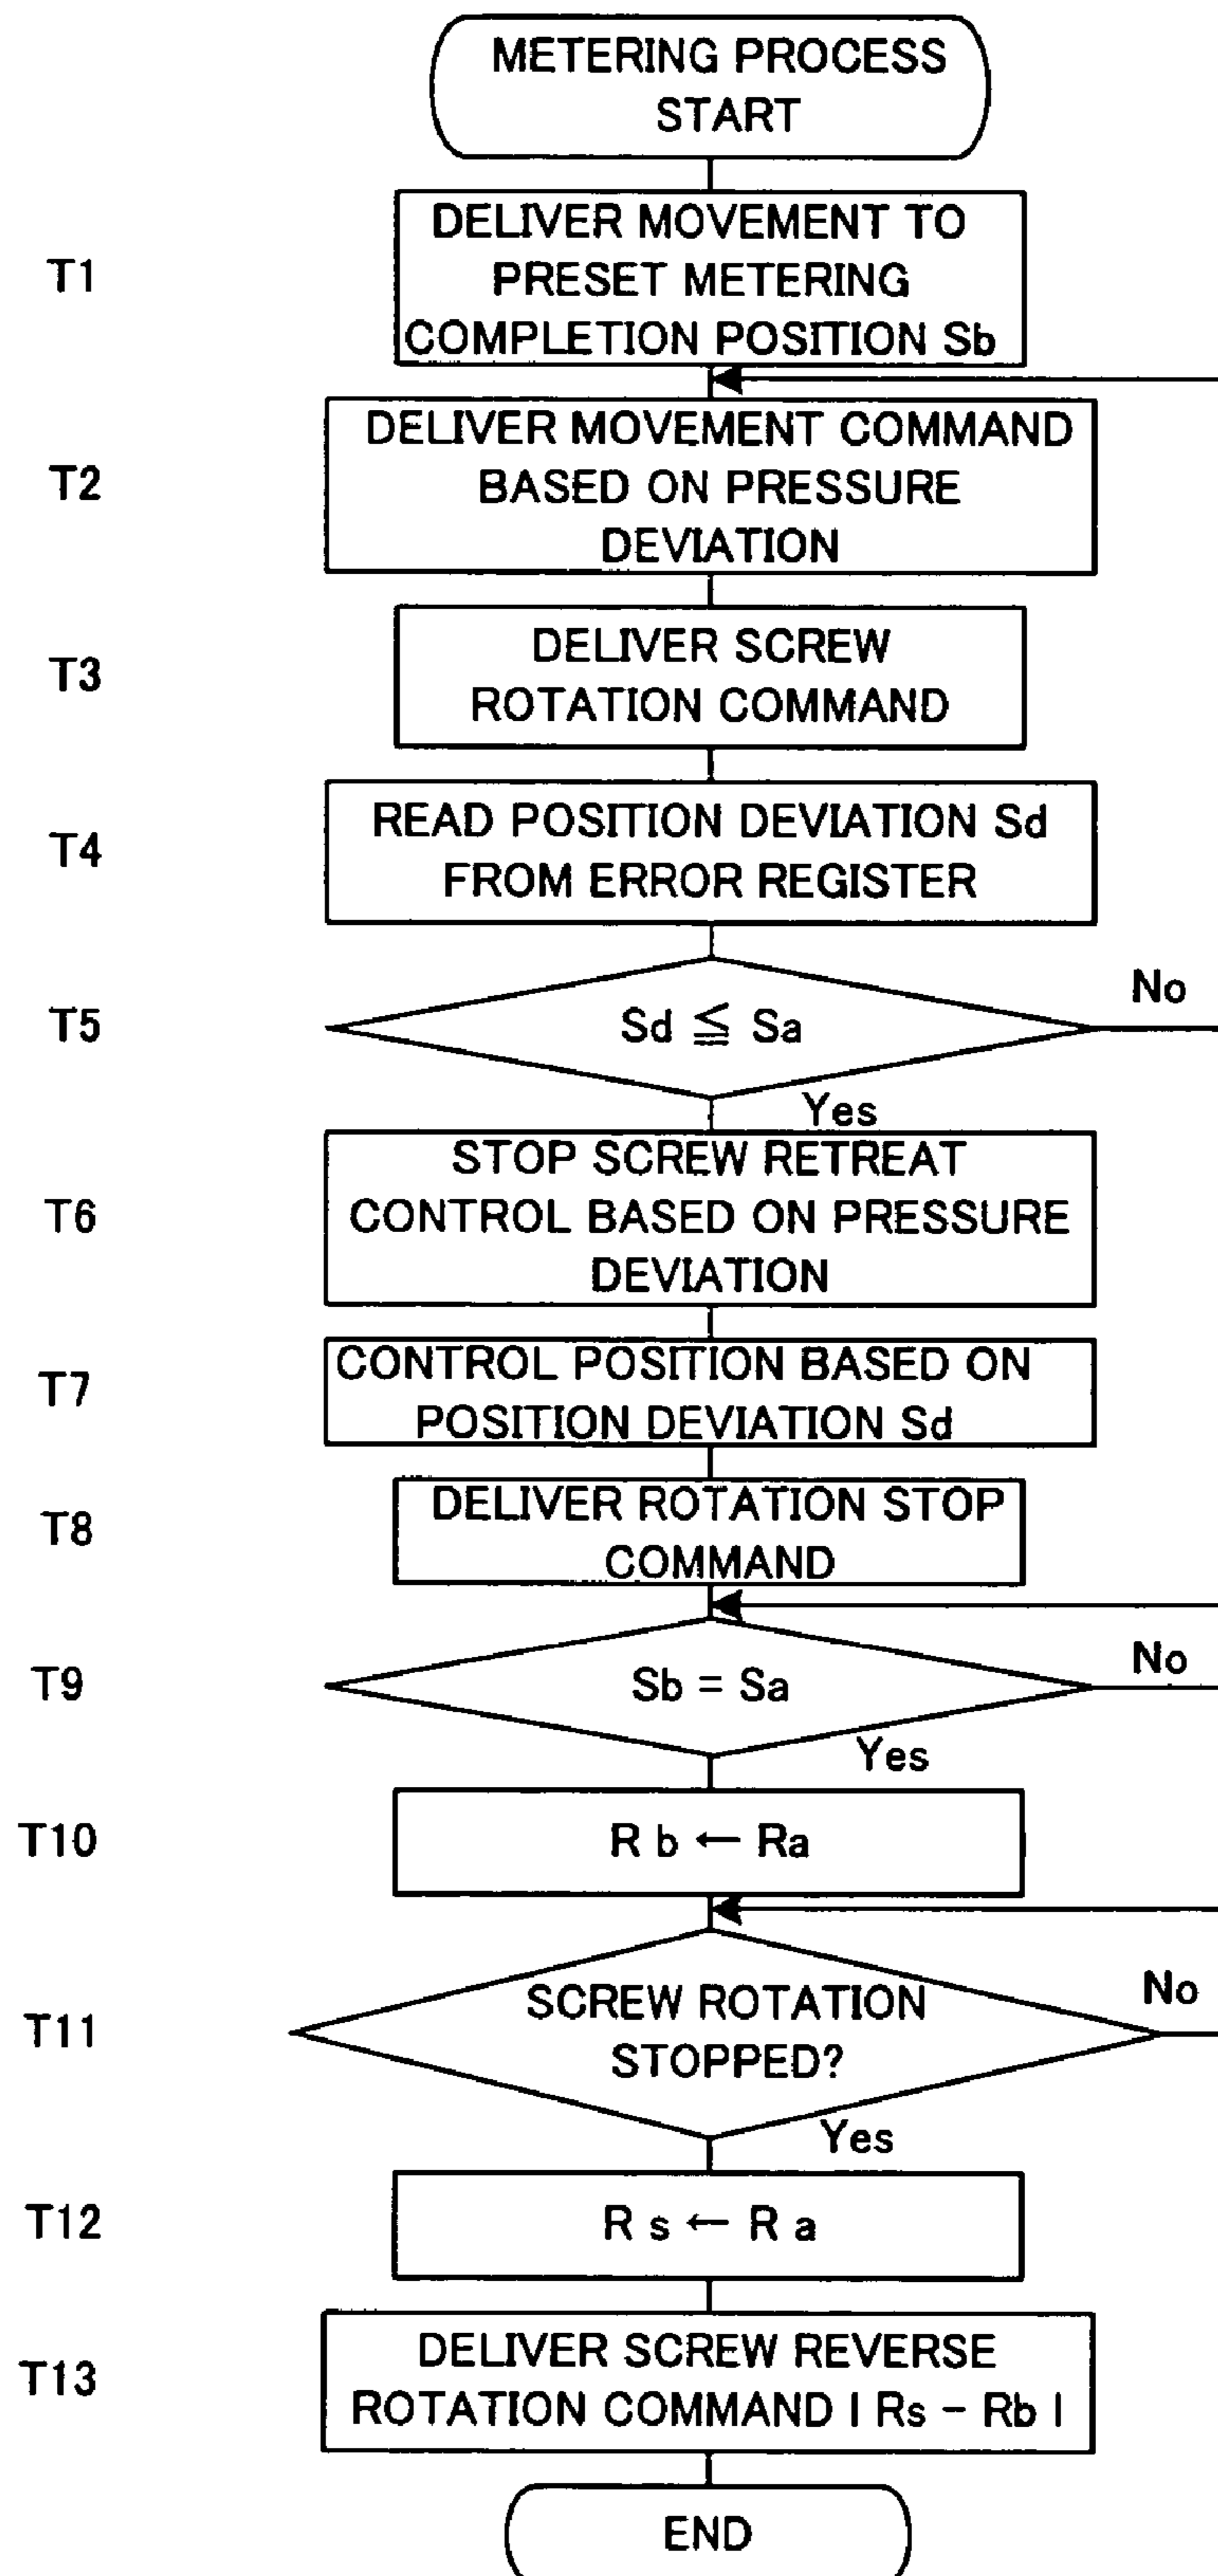 METERING PROCESS
START
T1
DELIVER MOVEMENT TO
PRESET METERING
COMPLETION POSITION Sb
T2
DELIVER MOVEMENT COMMAND
BASED ON PRESSURE
DEVIATION
T3
DELIVER SCREW
ROTATION COMMAND
T4
READ POSITION DEVIATION Sd
FROM ERROR REGISTER
T5
Sd ≦ Sa
No
Yes
T6
STOP SCREW RETREAT
CONTROL BASED ON PRESSURE
DEVIATION
T7
CONTROL POSITION BASED ON
POSITION DEVIATION Sd
T8
DELIVER ROTATION STOP
COMMAND
T9
Sb = Sa
No
Yes
T10
R b ← Ra
T11
SCREW ROTATION
STOPPED?
No
Yes
T12
R s ← R a
T13
DELIVER SCREW REVERSE
ROTATION COMMAND | Rs - Rb |
END